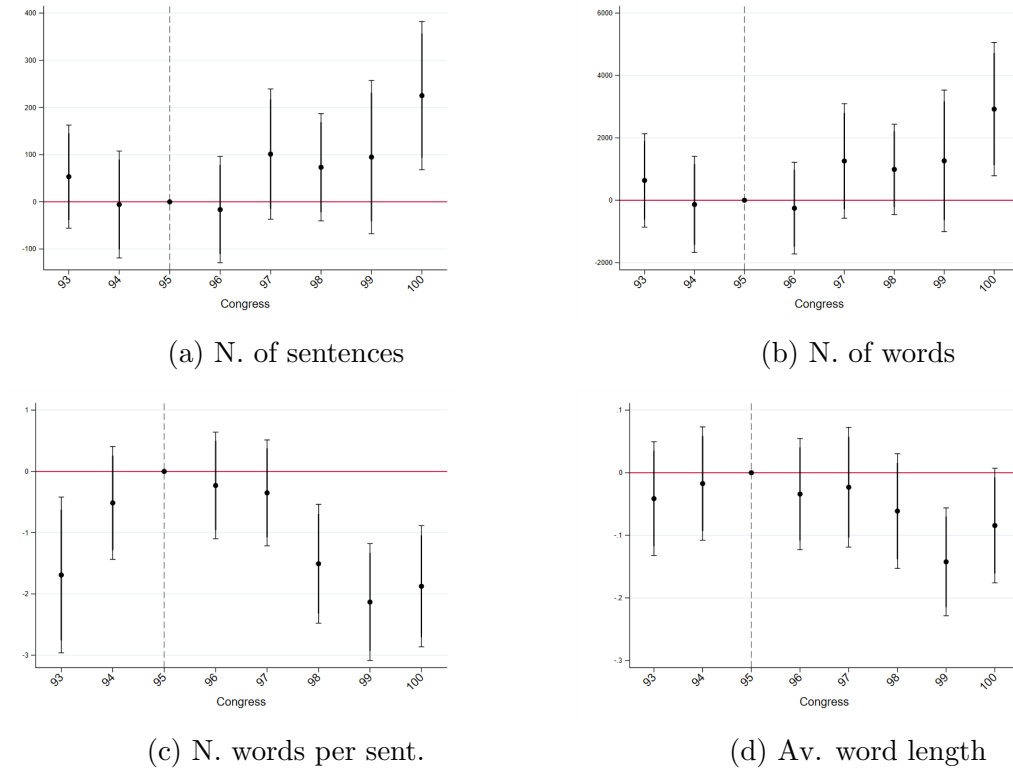 400
300
200
100
0
-100
93 94 95 96 97 98 99 100
Congress
(a) N. of sentences
6000
4000
2000
0
-2000
93 94 95 96 97 98 99 100
Congress
(b) N. of words
1
0
-1
-2
-3
93 94 95 96 97 98 99 100
Congress
(c) N. words per sent.
.1
0
-.1
-.2
-.3
93 94 95 96 97 98 99 100
Congress
(d) Av. word length